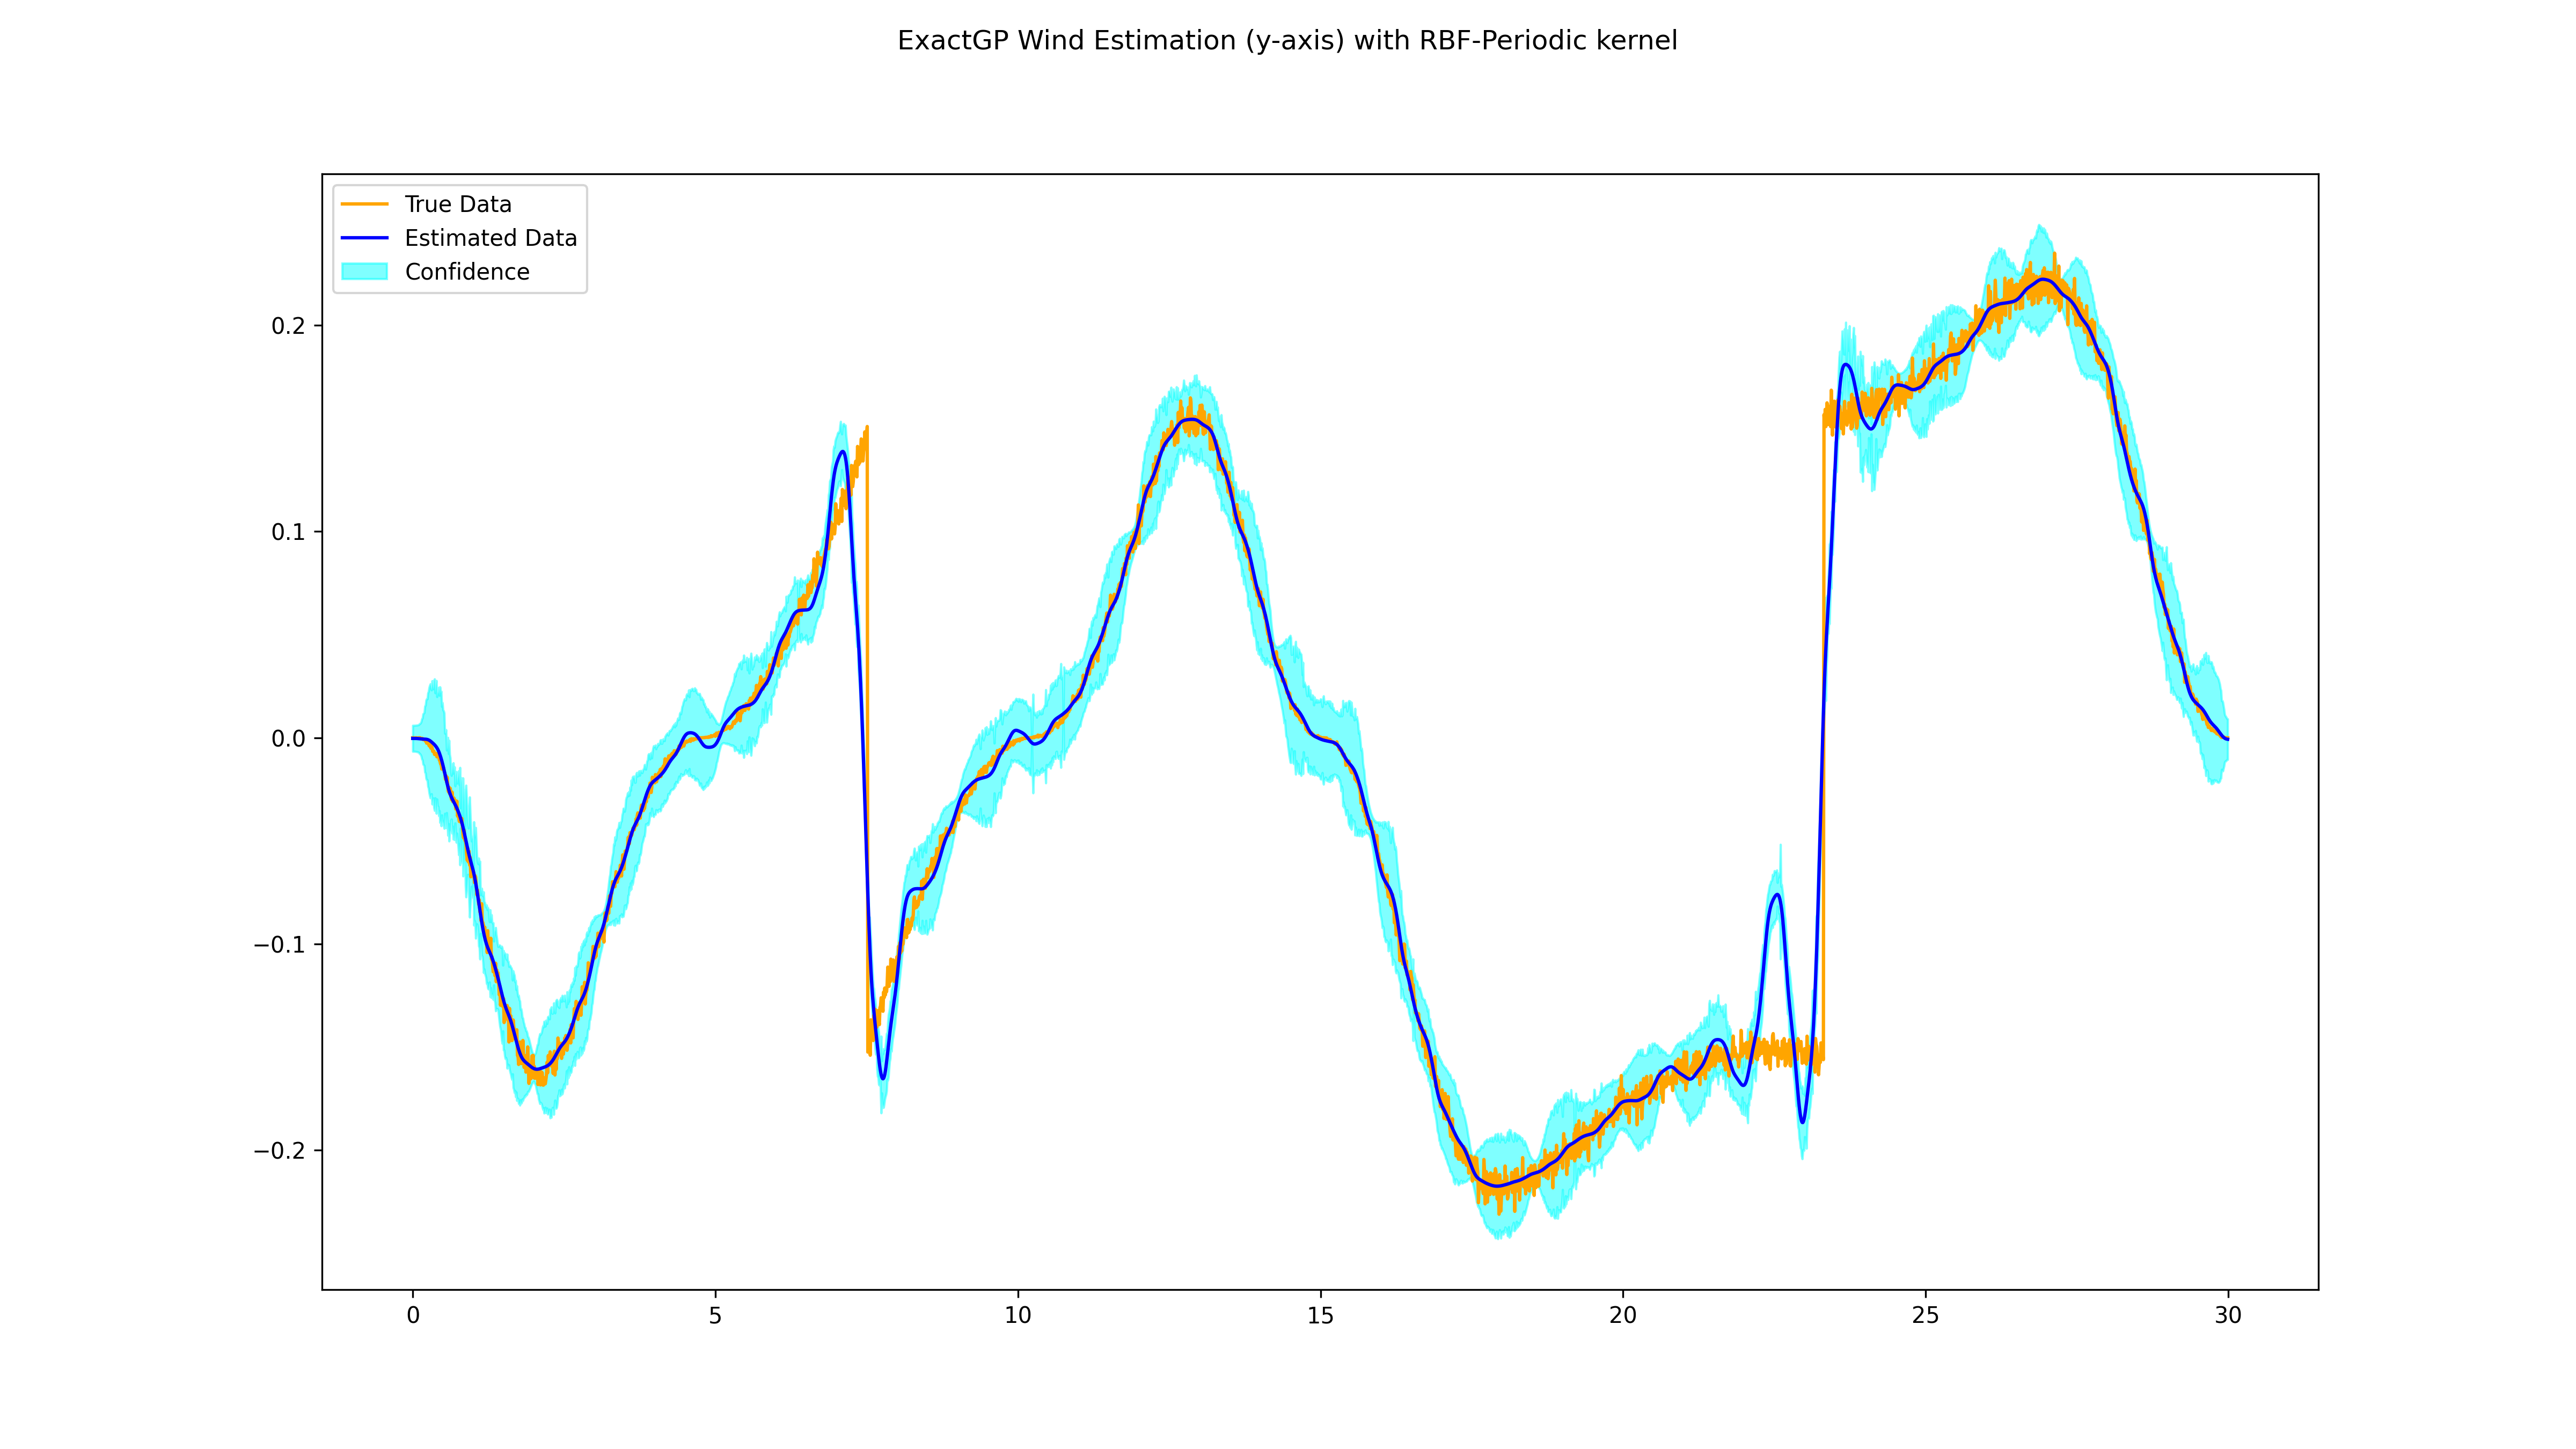 ExactGP Wind Estimation (y-axis) with RBF-Periodic kernel
True Data
Estimated Data
Confidence
0.2
0.1
0.0
−0.1
−0.2
0 5 10 15 20 25 30